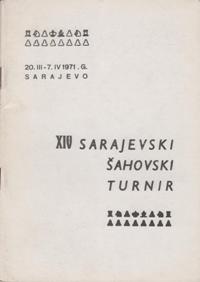 20. III - 7. IV 1971. G.
SARAJEVO
XIV SARAJEVSKI
ŠAHOVSKI
TURNIR